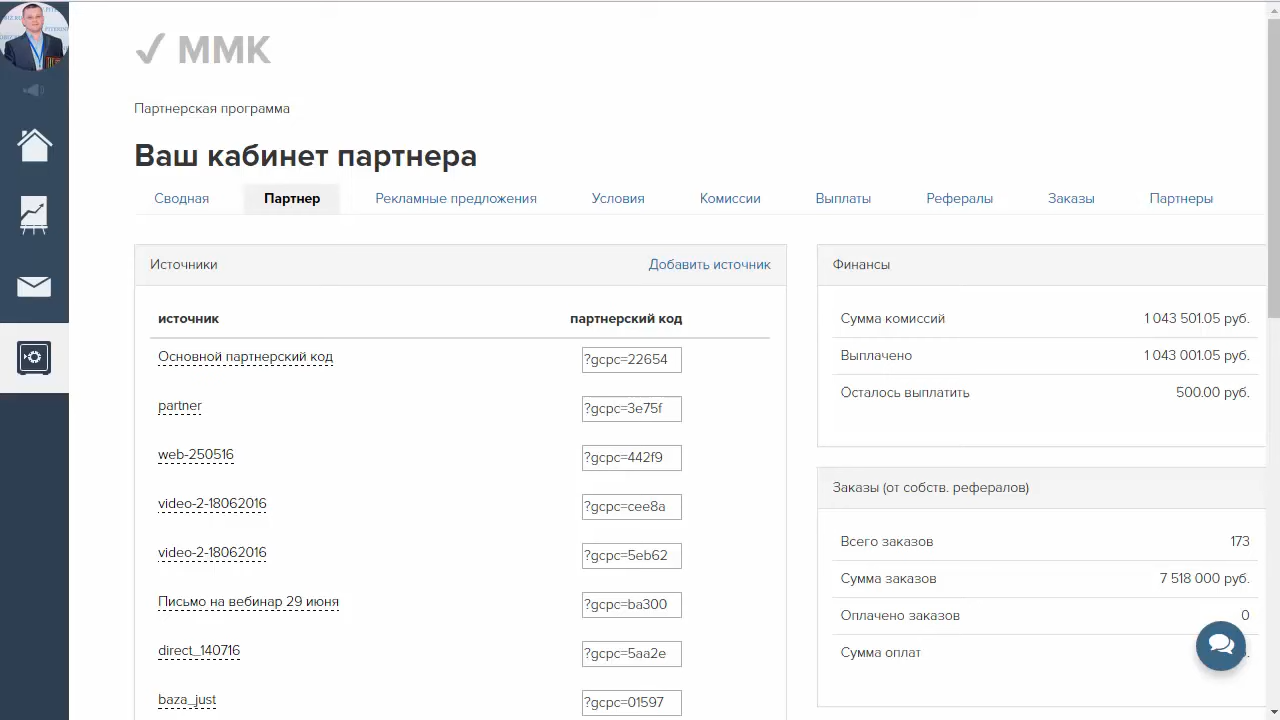 ММК
Партнерская программа
Ваш кабинет партнера
Сводная Партнер Рекламные предложения Условия Комиссии Выплаты Рефералы Заказы Партнеры
Источники Добавить источник
источник партнерский код
Основной партнерский код ?gcpc=22654
partner ?gcpc=3e75f
web-250516 ?gcpc=442f9
video-2-18062016 ?gcpc=cee8a
video-2-18062016 ?gcpc=5eb62
Письмо на вебинар 29 июня ?gcpc=ba300
direct_140716 ?gcpc=5aa2e
baza_just ?gcpc=01597
Финансы
Сумма комиссий 1 043 501.05 руб.
Выплачено 1 043 001.05 руб.
Осталось выплатить 500.00 руб.
Заказы (от собств. рефералов)
Всего заказов 173
Сумма заказов 7 518 000 руб.
Оплачено заказов 0
Сумма оплат